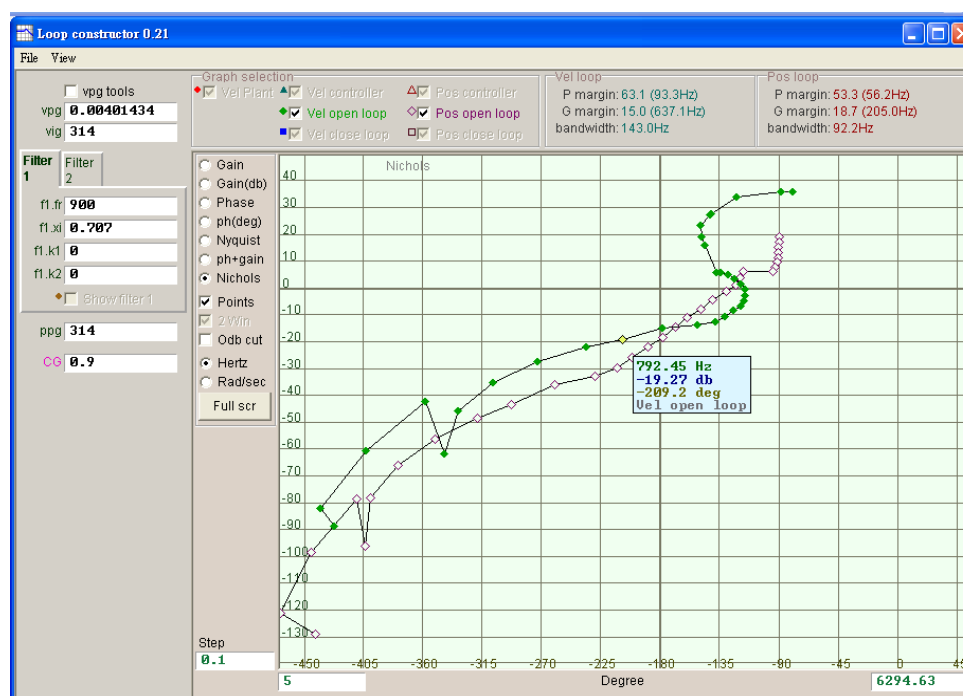 Loop constructor 0.21
File View
vpg tools
vpg 0.00401434
vig 314
Filter 1
Filter 2
f1.fr 900
f1.xi 0.707
f1.k1 0
f1.k2 0
Show filter 1
ppg 314
CG 0.9
Graph selection
Vel Plant
Vel controller
Pos controller
Vel open loop
Pos open loop
Vel close loop
Pos close loop
Vel loop
P margin: 63.1 (93.3Hz)
G margin: 15.0 (637.1Hz)
bandwidth: 143.0Hz
Pos loop
P margin: 53.3 (56.2Hz)
G margin: 18.7 (205.0Hz)
bandwidth: 92.2Hz
Gain
Gain(db)
Phase
ph(deg)
Nyquist
ph+gain
Nichols
Points
2 Win
Odb cut
Hertz
Rad/sec
Full scr
Step
0.1
Nichols
40
30
20
10
0
-10
-20
-30
-40
-50
-60
-70
-80
-90
-100
-110
-120
-130
792.45 Hz
-19.27 db
-209.2 deg
Vel open loop
-450 -405 -360 -315 -270 -225 -180 -135 -90 -45 0 45
5
Degree
6294.63